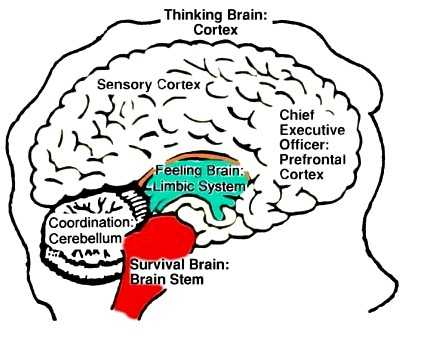 Thinking Brain:
Cortex
Sensory Cortex
Chief
Executive
Officer:
Prefrontal
Cortex
Feeling Brain:
Limbic System
Coordination:
Cerebellum
Survival Brain:
Brain Stem